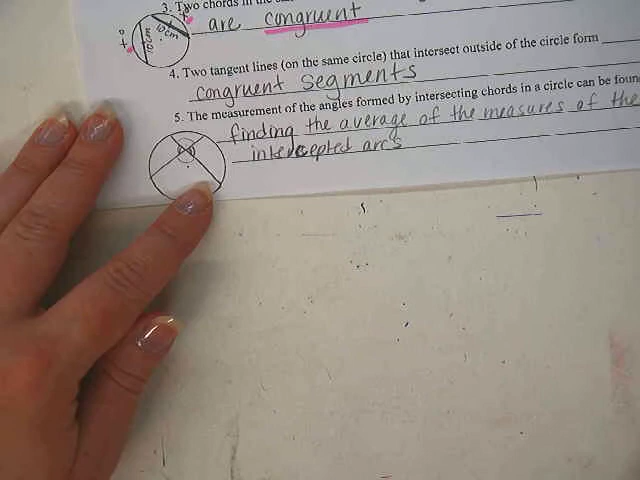 3. Two chords in the
10cm
10cm
are congruent
4. Two tangent lines (on the same circle) that intersect outside of the circle form
congruent segments
5. The measurement of the angles formed by intersecting chords in a circle can be
finding the average of the measures of the
intercepted arcs